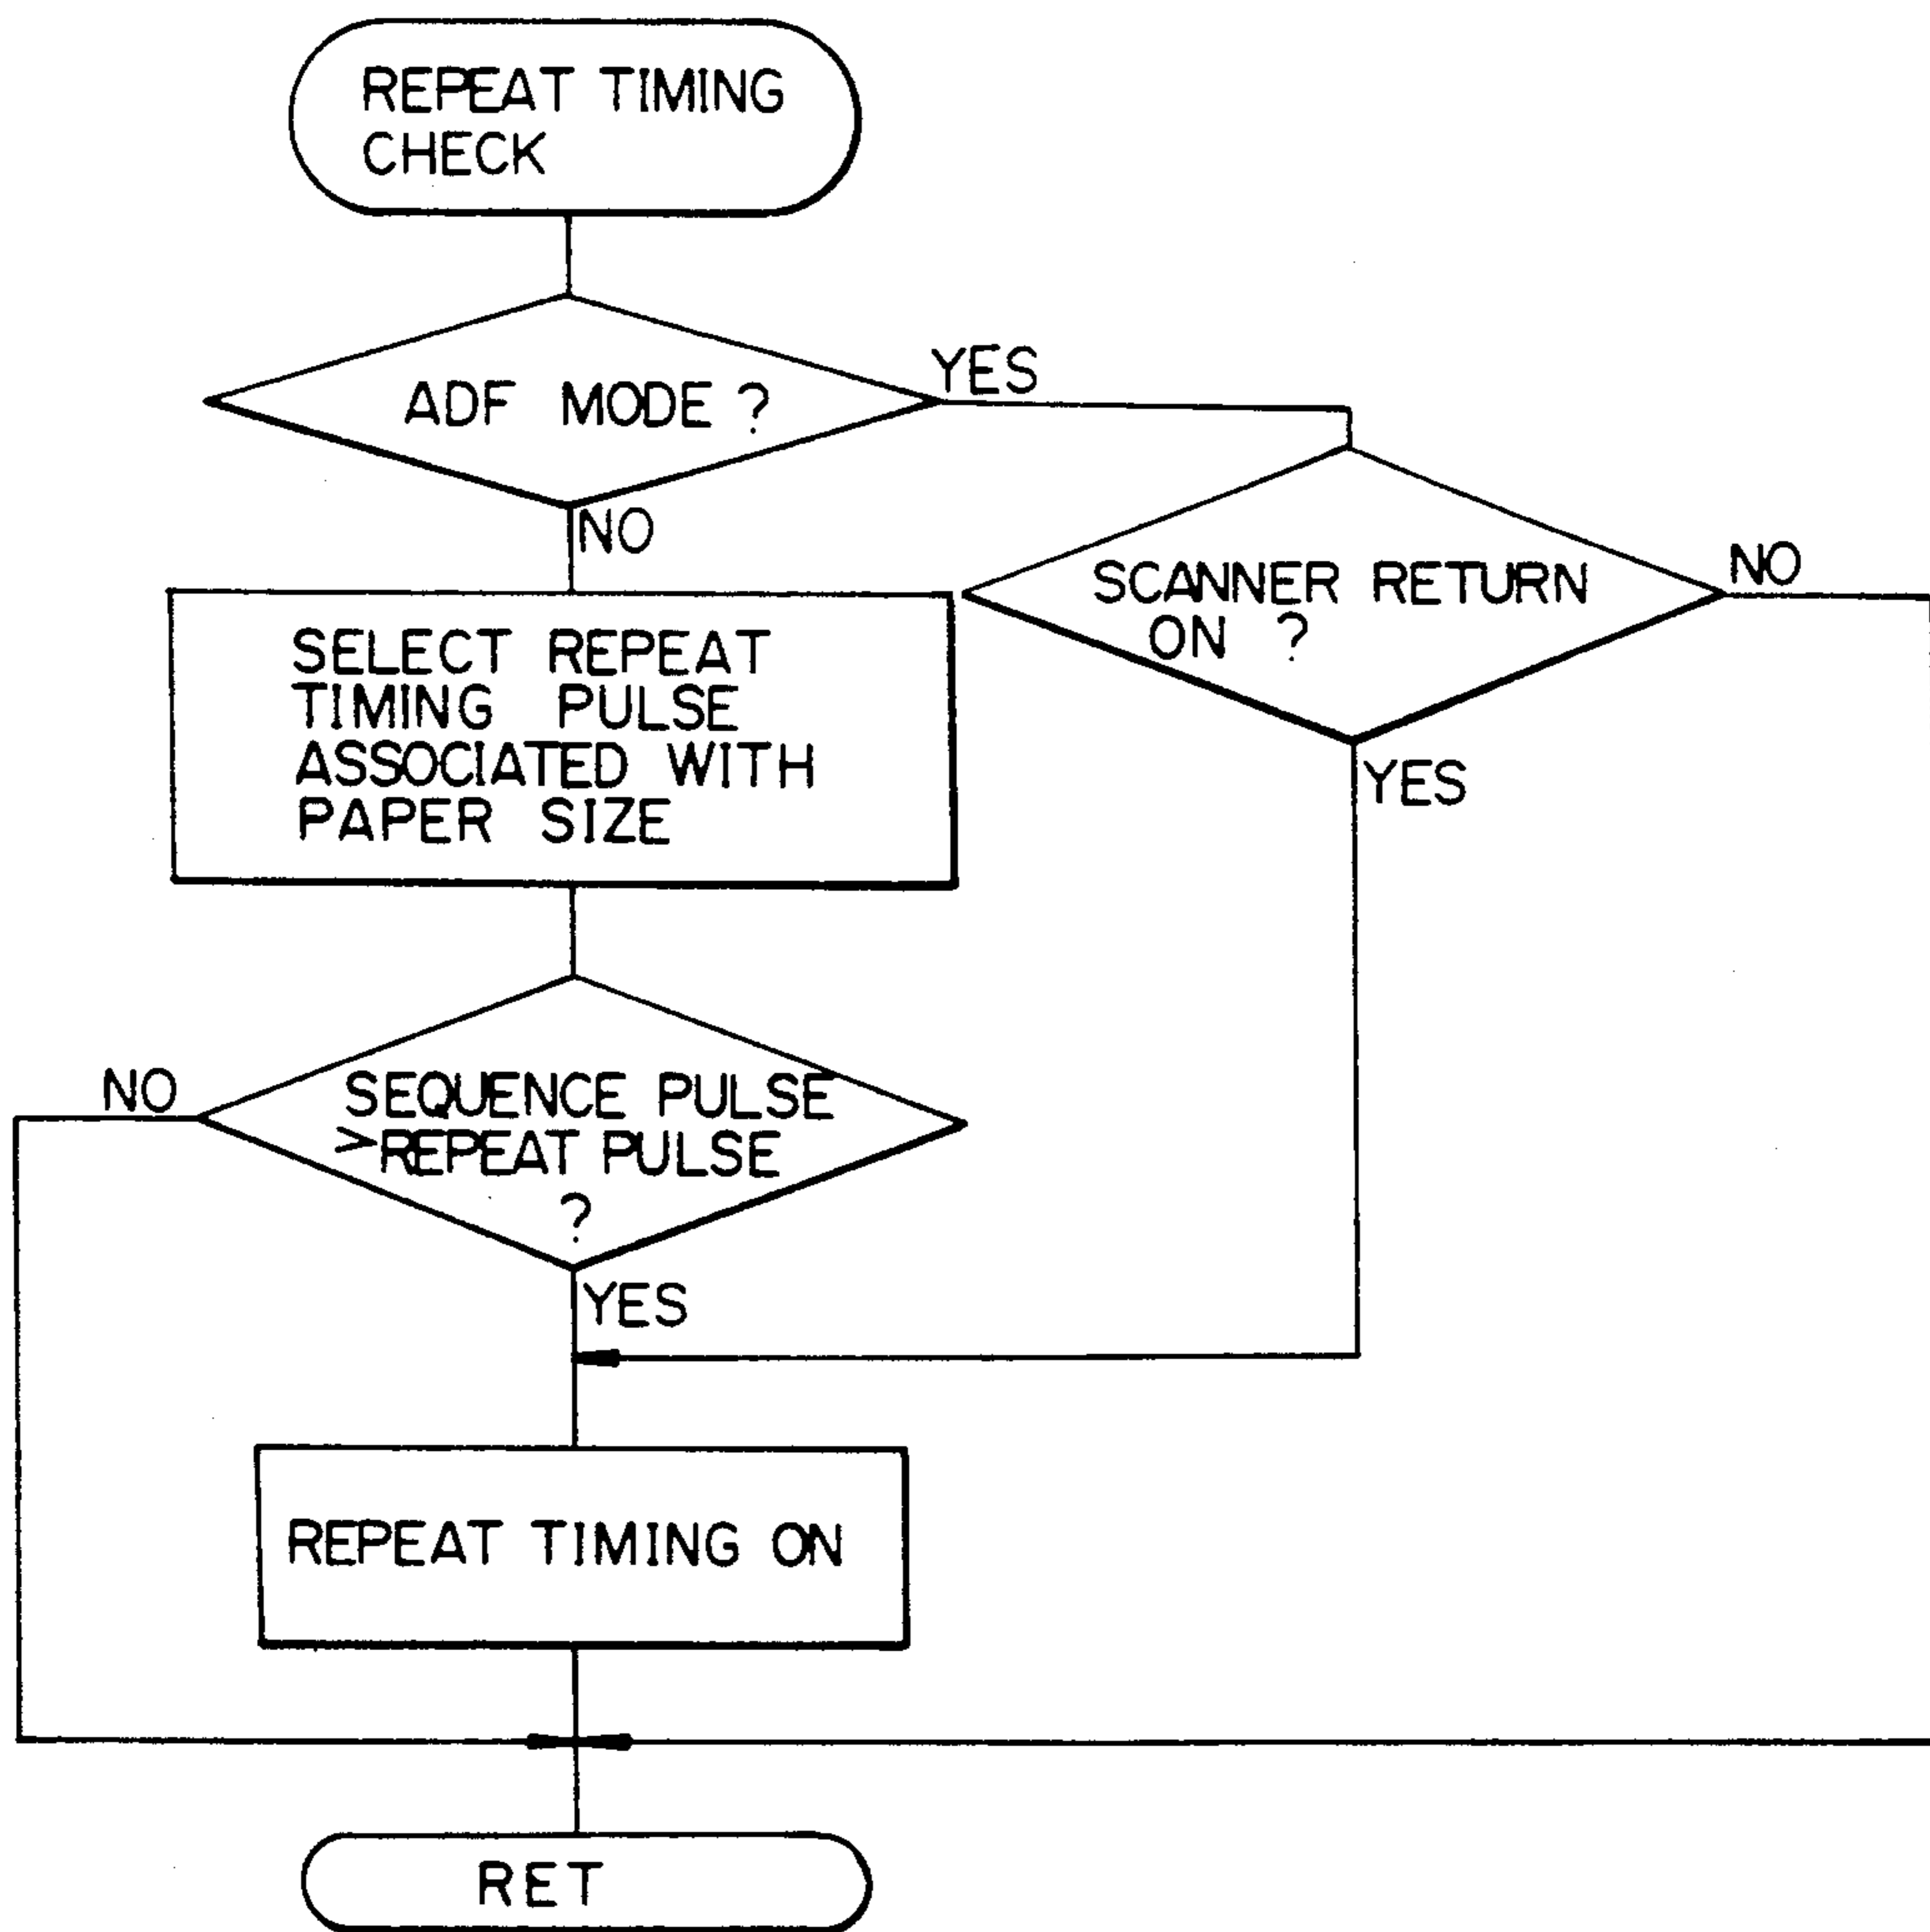 REPEAT TIMING
CHECK
ADF MODE ?
YES
NO
SCANNER RETURN
ON ?
NO
YES
SELECT REPEAT
TIMING PULSE
ASSOCIATED WITH
PAPER SIZE
NO
SEQUENCE PULSE
>REPEAT PULSE
?
YES
REPEAT TIMING ON
RET